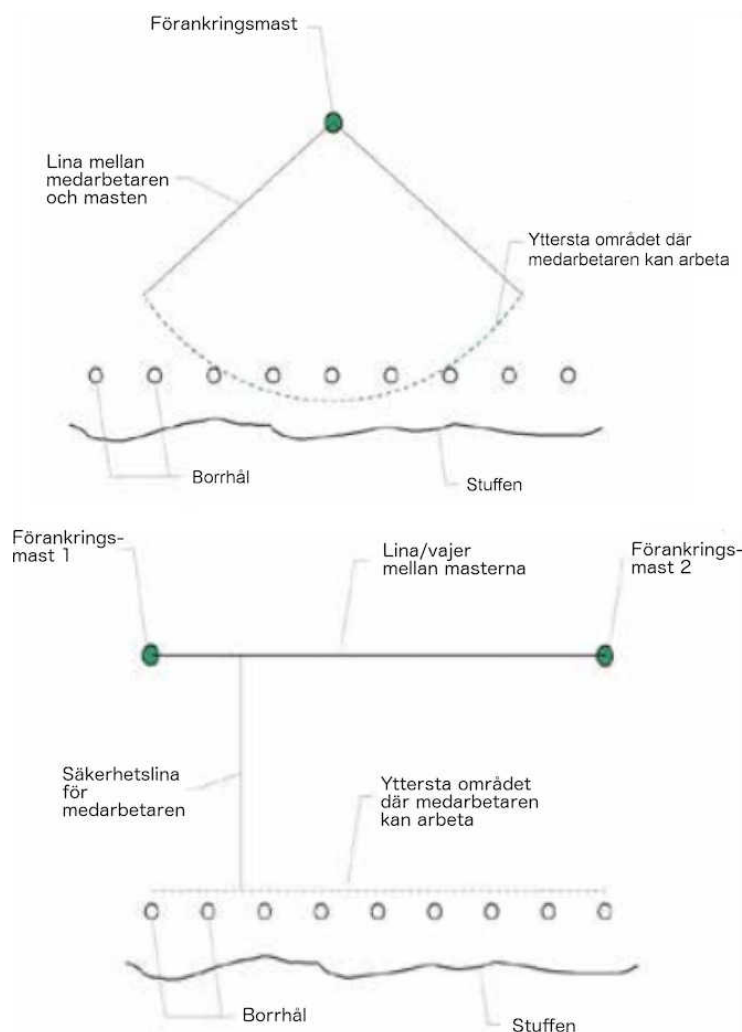 Förankringsmast
Lina mellan
medarbetaren
och masten
Yttersta området där
medarbetaren kan arbeta
Borrhål
Stuffen
Förankrings-
mast 1
Lina/vajer
mellan masterna
Förankrings-
mast 2
Säkerhetslina
för
medarbetaren
Yttersta området
där medarbetaren
kan arbeta
Borrhål
Stuffen